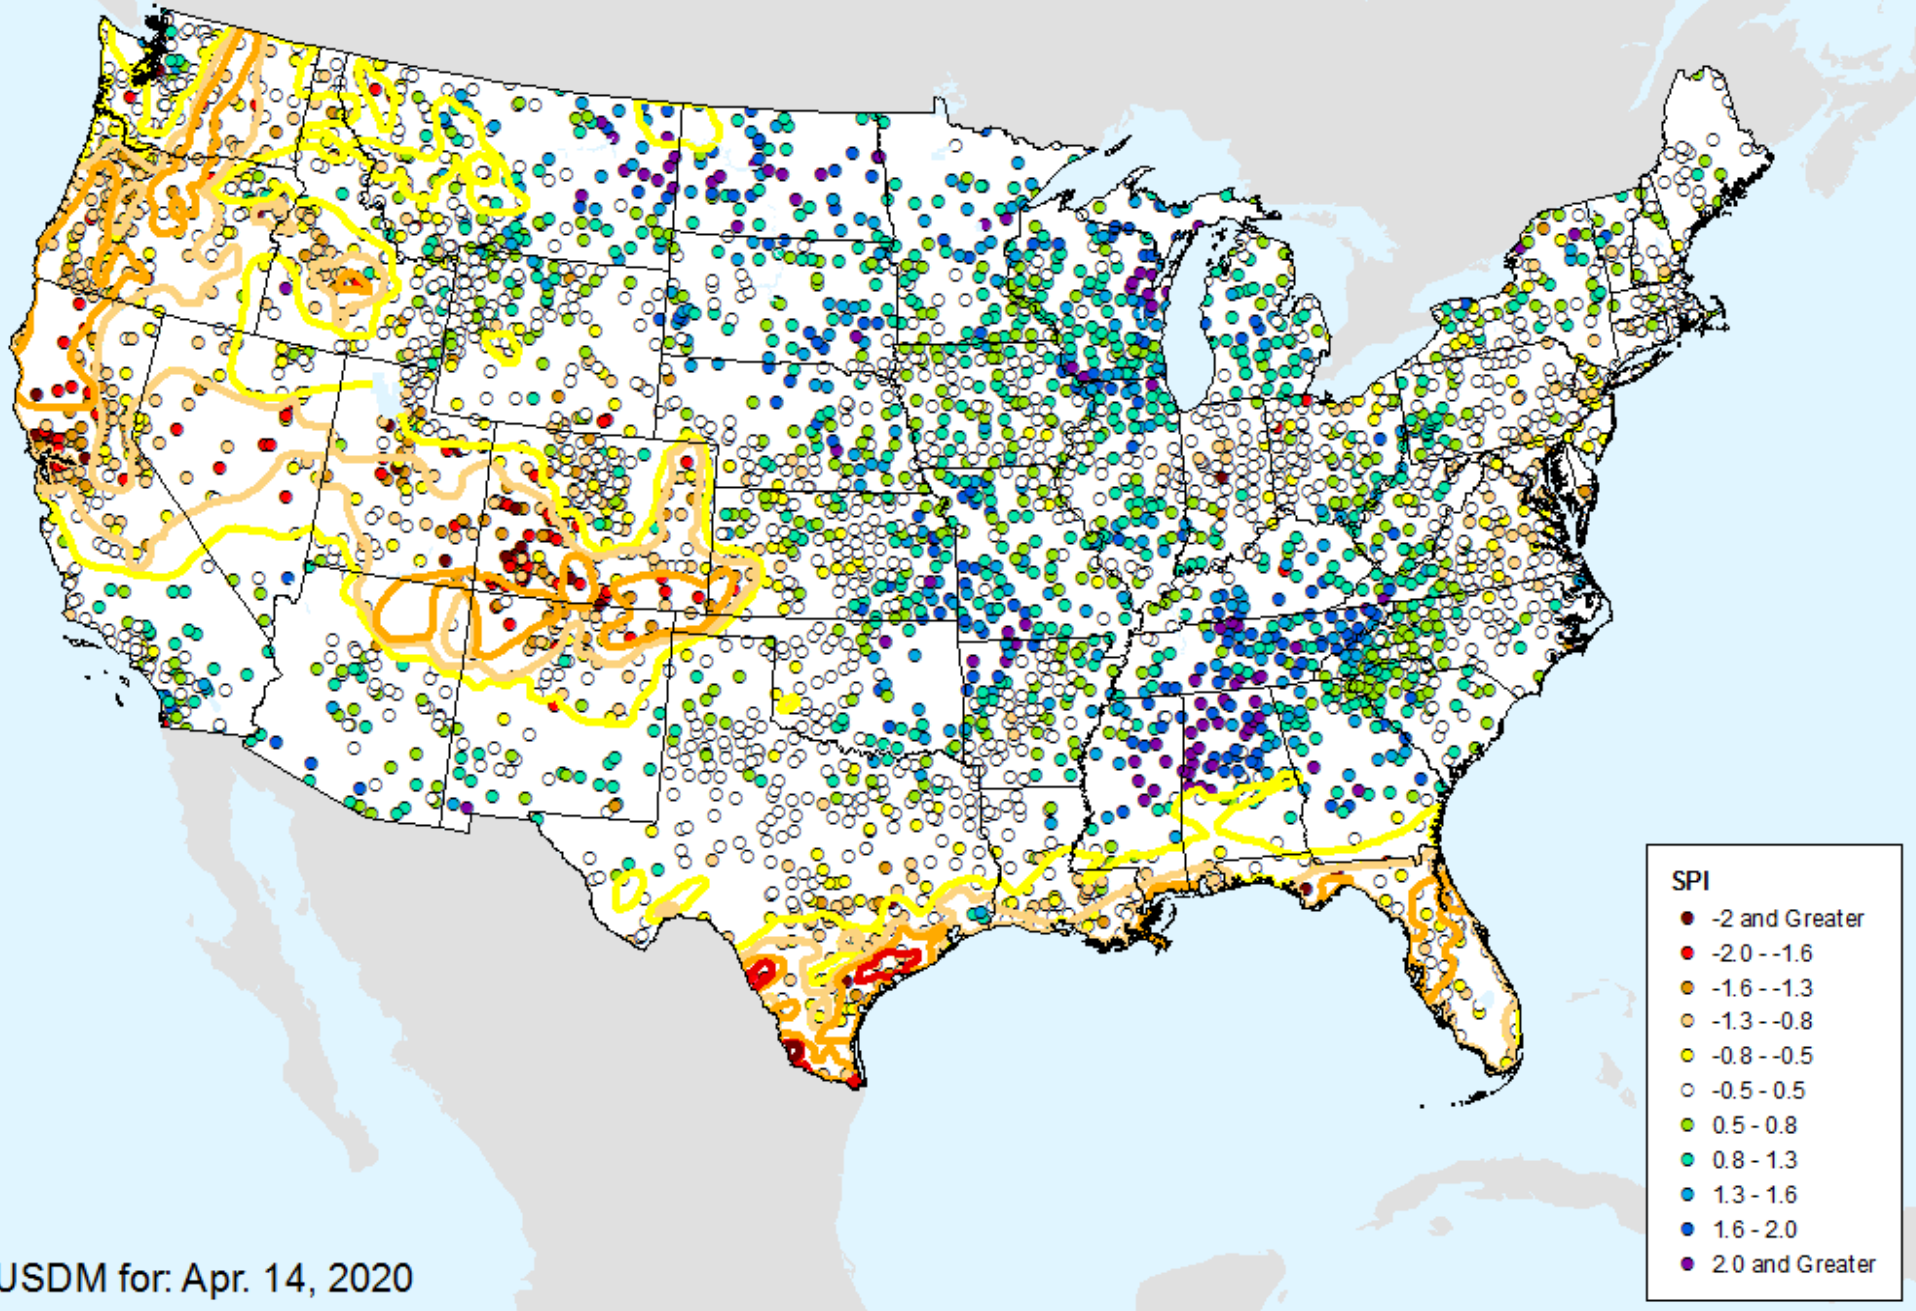 SPI
-2 and Greater
-2.0 - -1.6
-1.6 - -1.3
-1.3 - -0.8
-0.8 - -0.5
-0.5 - 0.5
0.5 - 0.8
0.8 - 1.3
1.3 - 1.6
1.6 - 2.0
2.0 and Greater
USDM for: Apr. 14, 2020